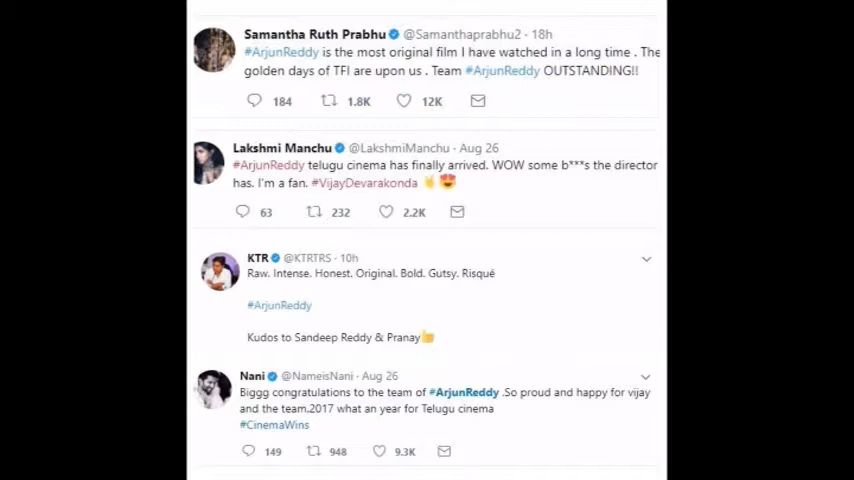 Samantha Ruth Prabhu @Samanthaprabhu2 - 18h
#ArjunReddy is the most original film I have watched in a long time . The
golden days of TFI are upon us . Team #ArjunReddy OUTSTANDING!!
184 1.8K 12K
Lakshmi Manchu @LakshmiManchu · Aug 26
#ArjunReddy telugu cinema has finally arrived. WOW some b***s the director
has. I'm a fan. #VijayDevarakonda ✌️😍
63 232 2.2K
KTR @KTRTRS · 10h
Raw. Intense. Honest. Original. Bold. Gutsy. Risqué
#ArjunReddy
Kudos to Sandeep Reddy & Pranay👍
Nani @NameisNani · Aug 26
Biggg congratulations to the team of #ArjunReddy .So proud and happy for vijay
and the team.2017 what an year for Telugu cinema
#CinemaWins
149 948 9.3K